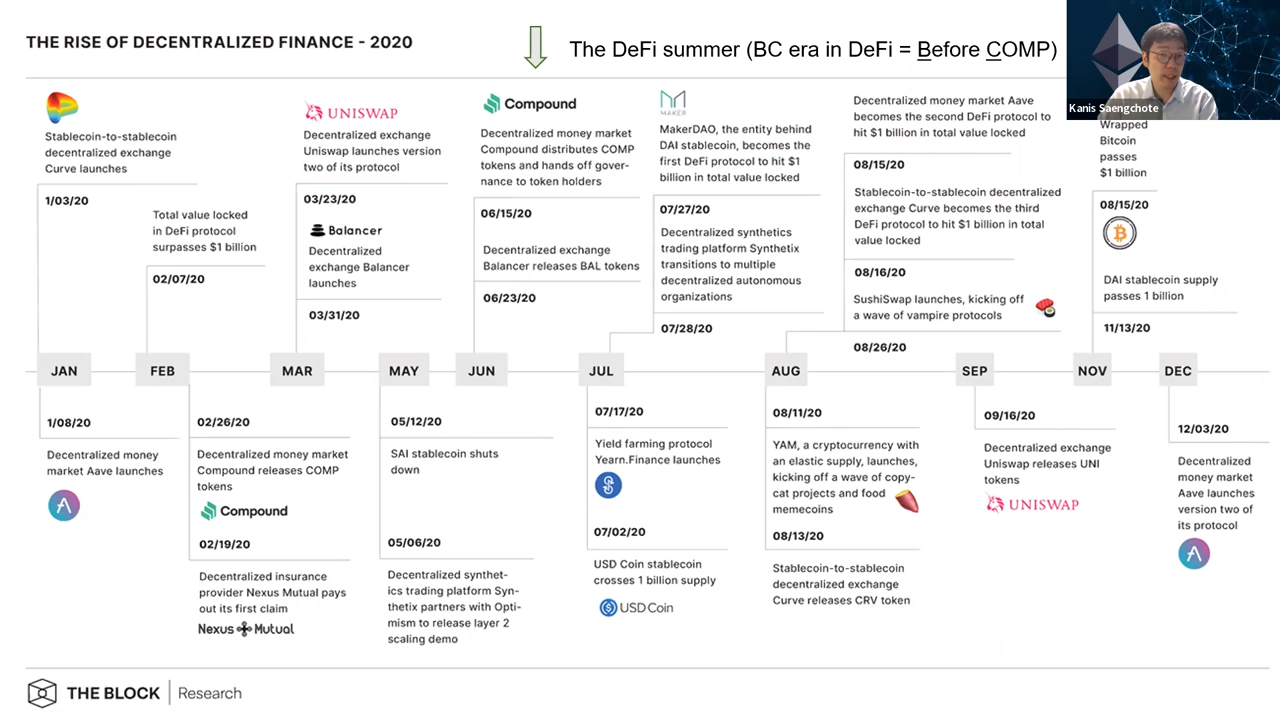 THE RISE OF DECENTRALIZED FINANCE - 2020
The DeFi summer (BC era in DeFi = Before COMP)
Kanis Saengchote
Stablecoin-to-stablecoin
decentralized exchange
Curve launches
1/03/20
Total value locked
in DeFi protocol
surpasses $1 billion
02/07/20
UNISWAP
Decentralized exchange
Uniswap launches version
two of its protocol
03/23/20
Balancer
Decentralized
exchange Balancer
launches
03/31/20
Compound
Decentralized money market
Compound distributes COMP
tokens and hands off gover-
nance to token holders
06/15/20
Decentralized exchange
Balancer releases BAL tokens
06/23/20
MAKER
MakerDAO, the entity behind
DAI stablecoin, becomes the
first DeFi protocol to hit $1
billion in total value locked
07/27/20
Decentralized synthetics
trading platform Synthetix
transitions to multiple
decentralized autonomous
organizations
07/28/20
Decentralized money market Aave
becomes the second DeFi protocol to
hit $1 billion in total value locked
08/15/20
Stablecoin-to-stablecoin decentralized
exchange Curve becomes the third
DeFi protocol to hit $1 billion in total
value locked
08/16/20
SushiSwap launches, kicking off
a wave of vampire protocols
08/26/20
Wrapped
Bitcoin
passes
$1 billion
08/15/20
DAI stablecoin supply
passes 1 billion
11/13/20
JAN
FEB
MAR
MAY
JUN
JUL
AUG
SEP
NOV
DEC
1/08/20
Decentralized money
market Aave launches
02/26/20
Decentralized money market
Compound releases COMP
tokens
Compound
02/19/20
Decentralized insurance
provider Nexus Mutual pays
out its first claim
Nexus Mutual
05/12/20
SAI stablecoin shuts
down
05/06/20
Decentralized synthet-
ics trading platform Syn-
thetix partners with Opti-
mism to release layer 2
scaling demo
07/17/20
Yield farming protocol
Yearn.Finance launches
07/02/20
USD Coin stablecoin
crosses 1 billion supply
USD Coin
08/11/20
YAM, a cryptocurrency with
an elastic supply, launches,
kicking off a wave of copy-
cat projects and food
memecoins
08/13/20
Stablecoin-to-stablecoin
decentralized exchange
Curve releases CRV token
09/16/20
Decentralized exchange
Uniswap releases UNI
tokens
UNISWAP
12/03/20
Decentralized
money market
Aave launches
version two of
its protocol
THE BLOCK | Research